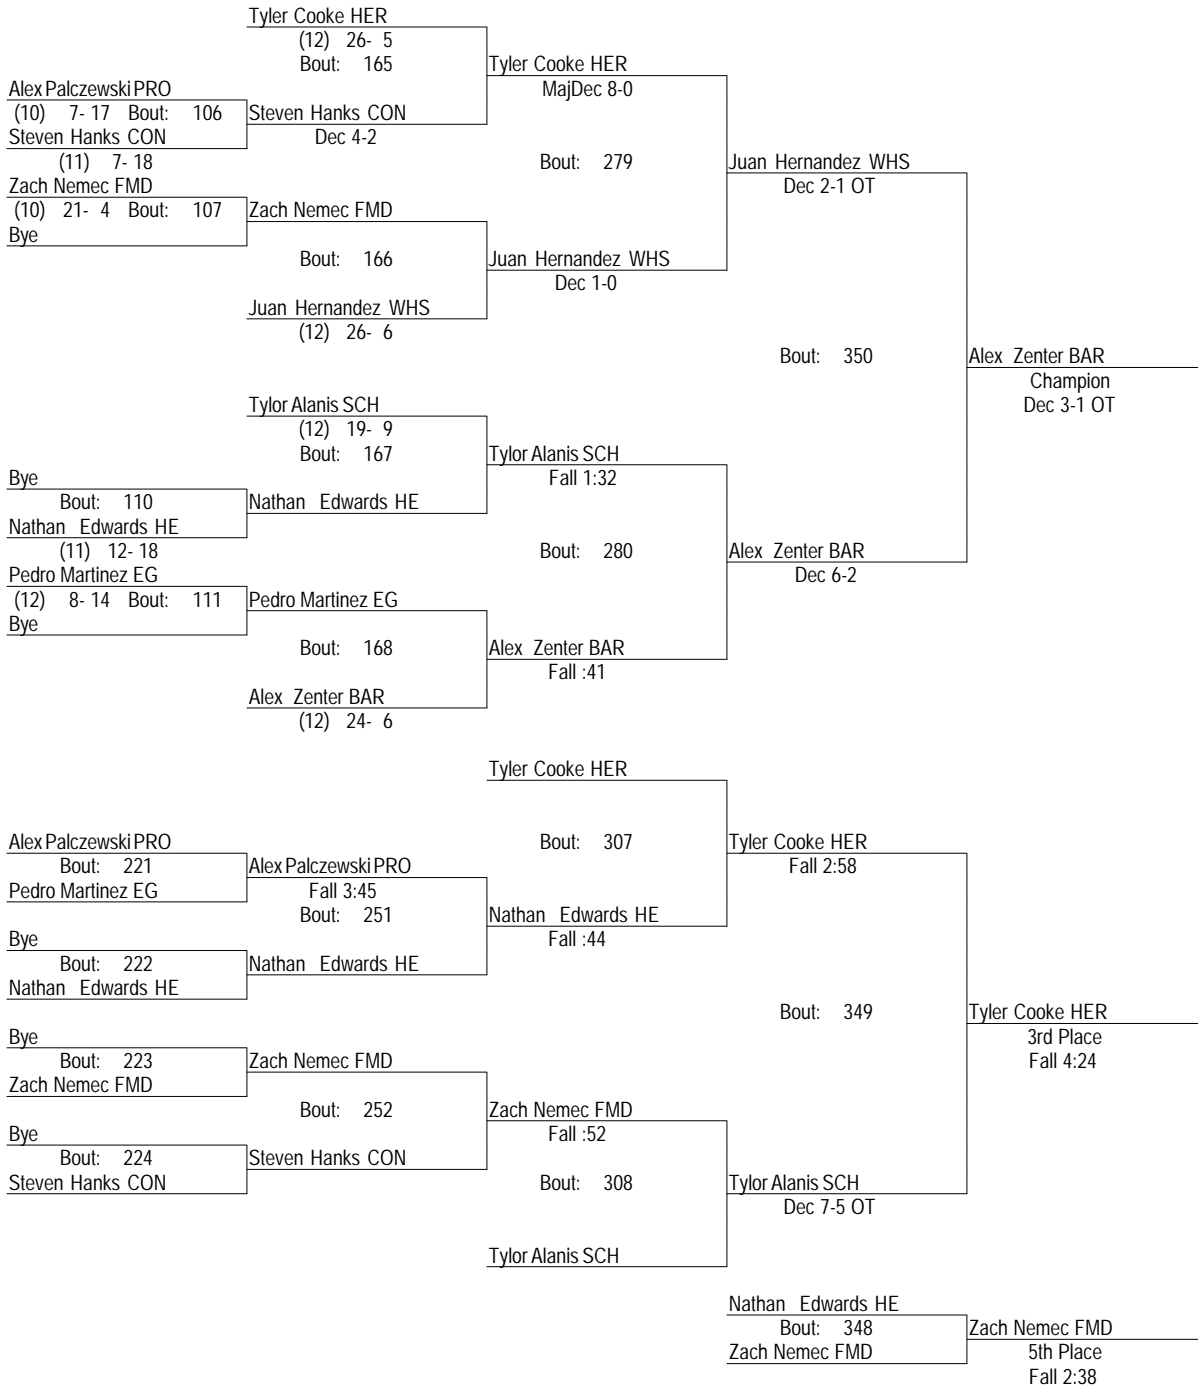 Tyler Cooke HER
(12) 26- 5
Bout: 165
Tyler Cooke HER
MajDec 8-0
Alex Palczewski PRO
(10) 7- 17 Bout: 106
Steven Hanks CON
Dec 4-2
Steven Hanks CON
(11) 7- 18
Bout: 279
Juan Hernandez WHS
Dec 2-1 OT
Zach Nemec FMD
(10) 21- 4 Bout: 107
Zach Nemec FMD
Bye
Bout: 166
Juan Hernandez WHS
Dec 1-0
Juan Hernandez WHS
(12) 26- 6
Bout: 350
Alex Zenter BAR
Champion
Dec 3-1 OT
Tylor Alanis SCH
(12) 19- 9
Bout: 167
Tylor Alanis SCH
Fall 1:32
Bye
Bout: 110
Nathan Edwards HE
Nathan Edwards HE
(11) 12- 18
Bout: 280
Alex Zenter BAR
Dec 6-2
Pedro Martinez EG
(12) 8- 14 Bout: 111
Pedro Martinez EG
Bye
Bout: 168
Alex Zenter BAR
Fall :41
Alex Zenter BAR
(12) 24- 6
Tyler Cooke HER
Bout: 307
Tyler Cooke HER
Fall 2:58
Alex Palczewski PRO
Bout: 221
Alex Palczewski PRO
Fall 3:45
Pedro Martinez EG
Bout: 251
Nathan Edwards HE
Fall :44
Bye
Bout: 222
Nathan Edwards HE
Nathan Edwards HE
Bout: 349
Tyler Cooke HER
3rd Place
Fall 4:24
Bye
Bout: 223
Zach Nemec FMD
Zach Nemec FMD
Bout: 252
Zach Nemec FMD
Fall :52
Bye
Bout: 224
Steven Hanks CON
Steven Hanks CON
Bout: 308
Tylor Alanis SCH
Dec 7-5 OT
Tylor Alanis SCH
Nathan Edwards HE
Bout: 348
Zach Nemec FMD
Zach Nemec FMD
5th Place
Fall 2:38